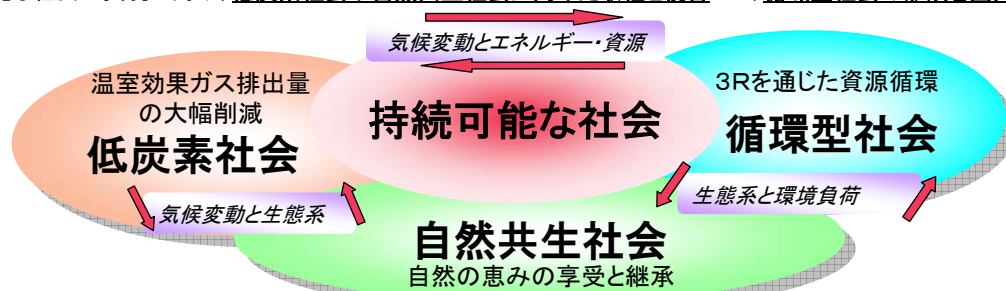 気候変動とエネルギー・資源
温室効果ガス排出量
の大幅削減
低炭素社会
持続可能な社会
3Rを通じた資源循環
循環型社会
気候変動と生態系
生態系と環境負荷
自然共生社会
自然の恵みの享受と継承